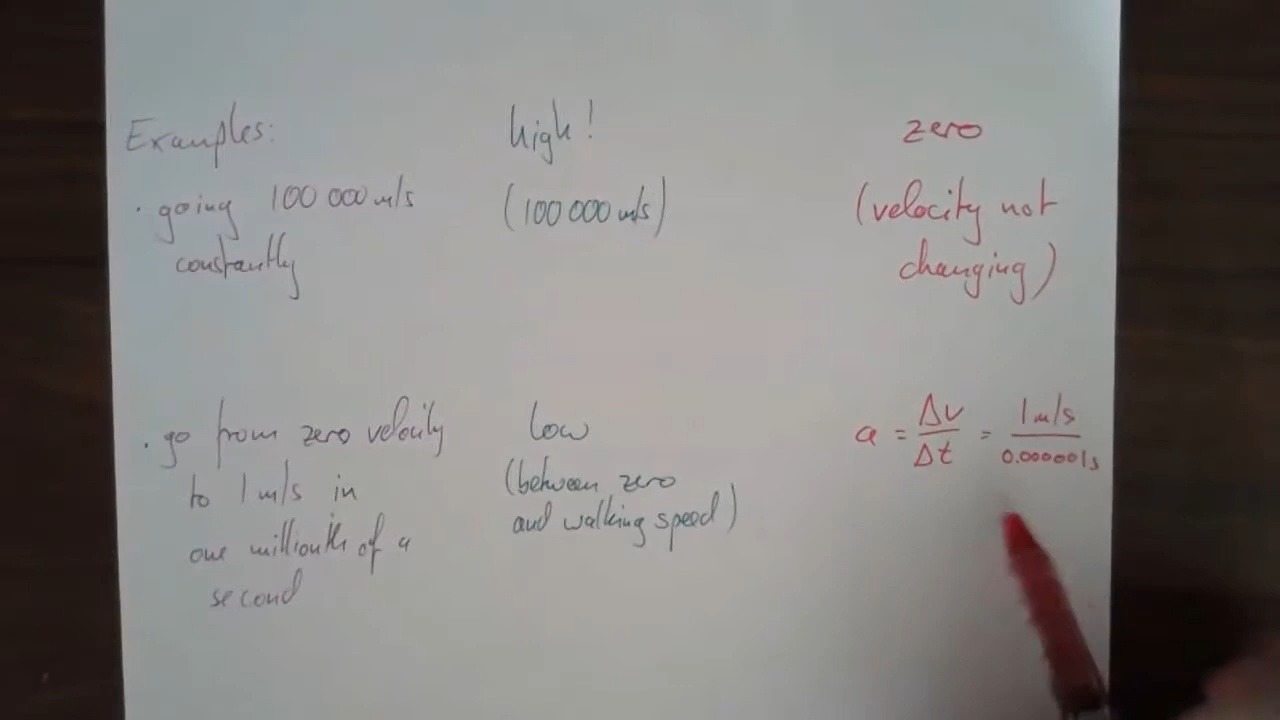 Examples:
· going 100 000 m/s
constantly
high!
(100 000 m/s)
zero
(velocity not
changing)
· go from zero velocity
to 1 m/s in
one millionth of a
second
low
(between zero
and walking speed)
a = Δv/Δt = 1 m/s / 0.000001s